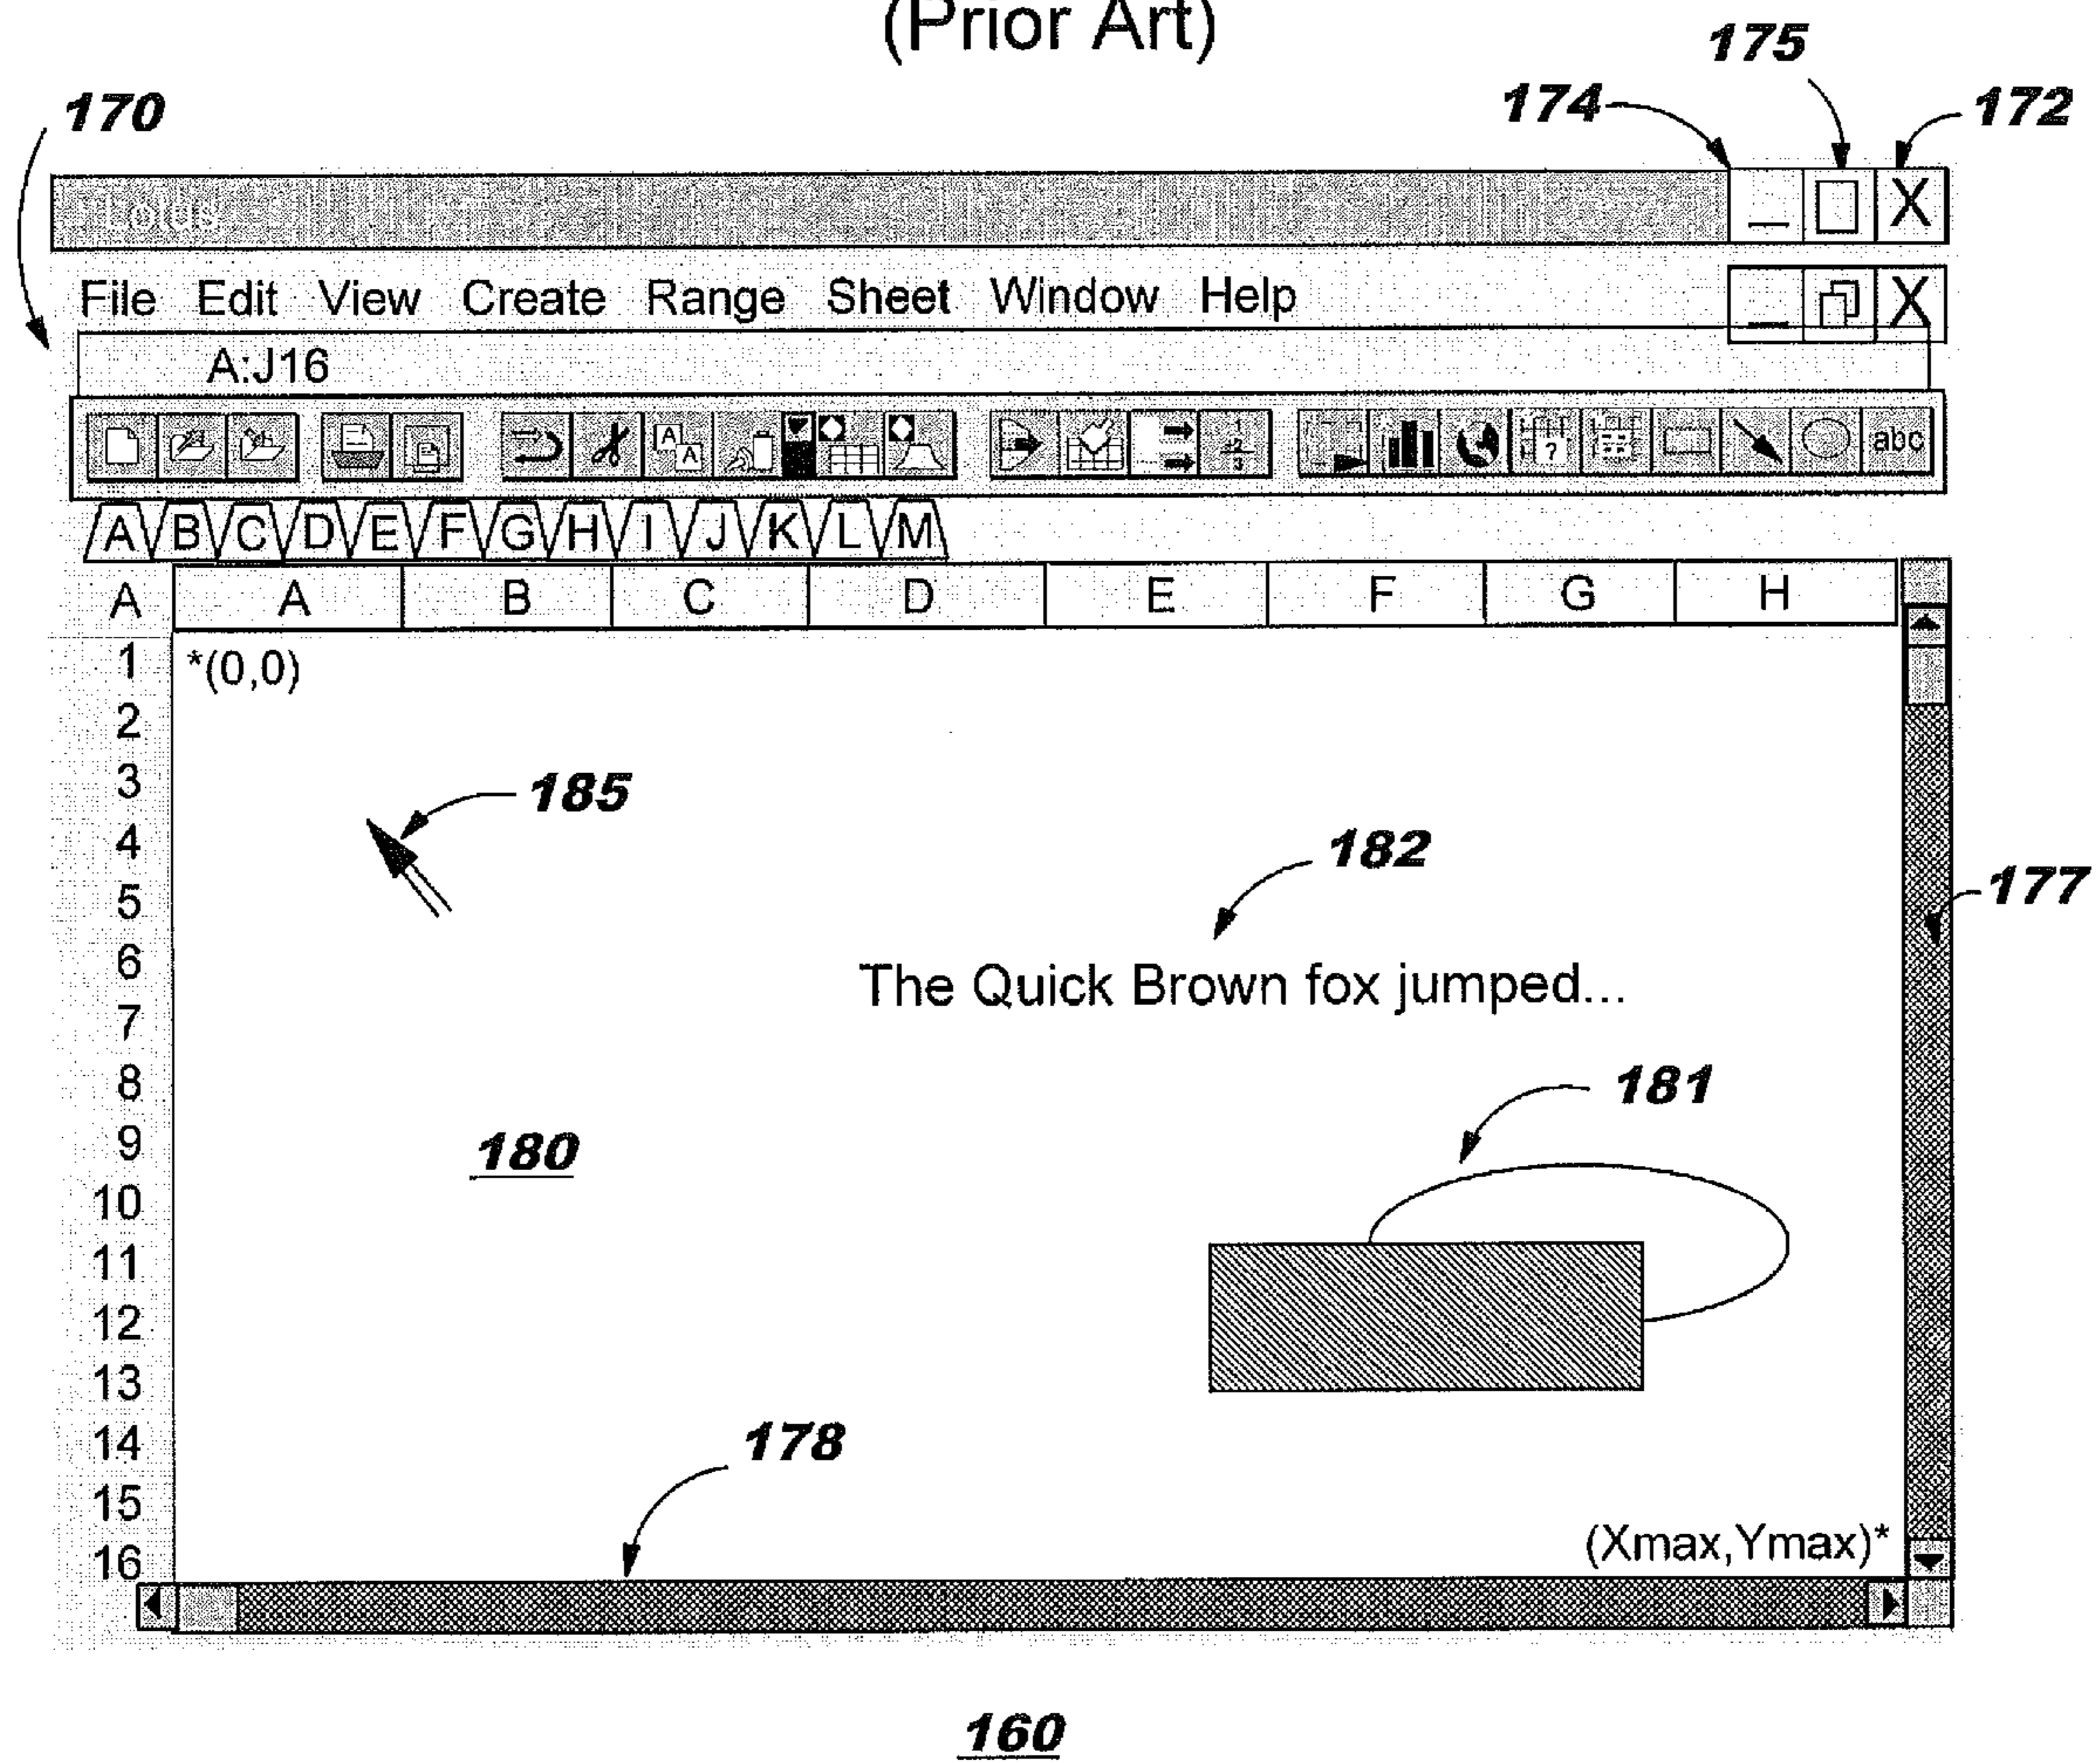 (Prior Art)
175
174
172
170
Lotus
File Edit View Create Range Sheet Window Help
A:J16
abc
A B C D E F G H I J K L M
A A B C D E F G H
1 *(0,0)
2
3
185
4
182
5
177
6 The Quick Brown fox jumped...
7
8 181
9 180
10
11
12
13
14 178
15
(Xmax,Ymax)*
16
160